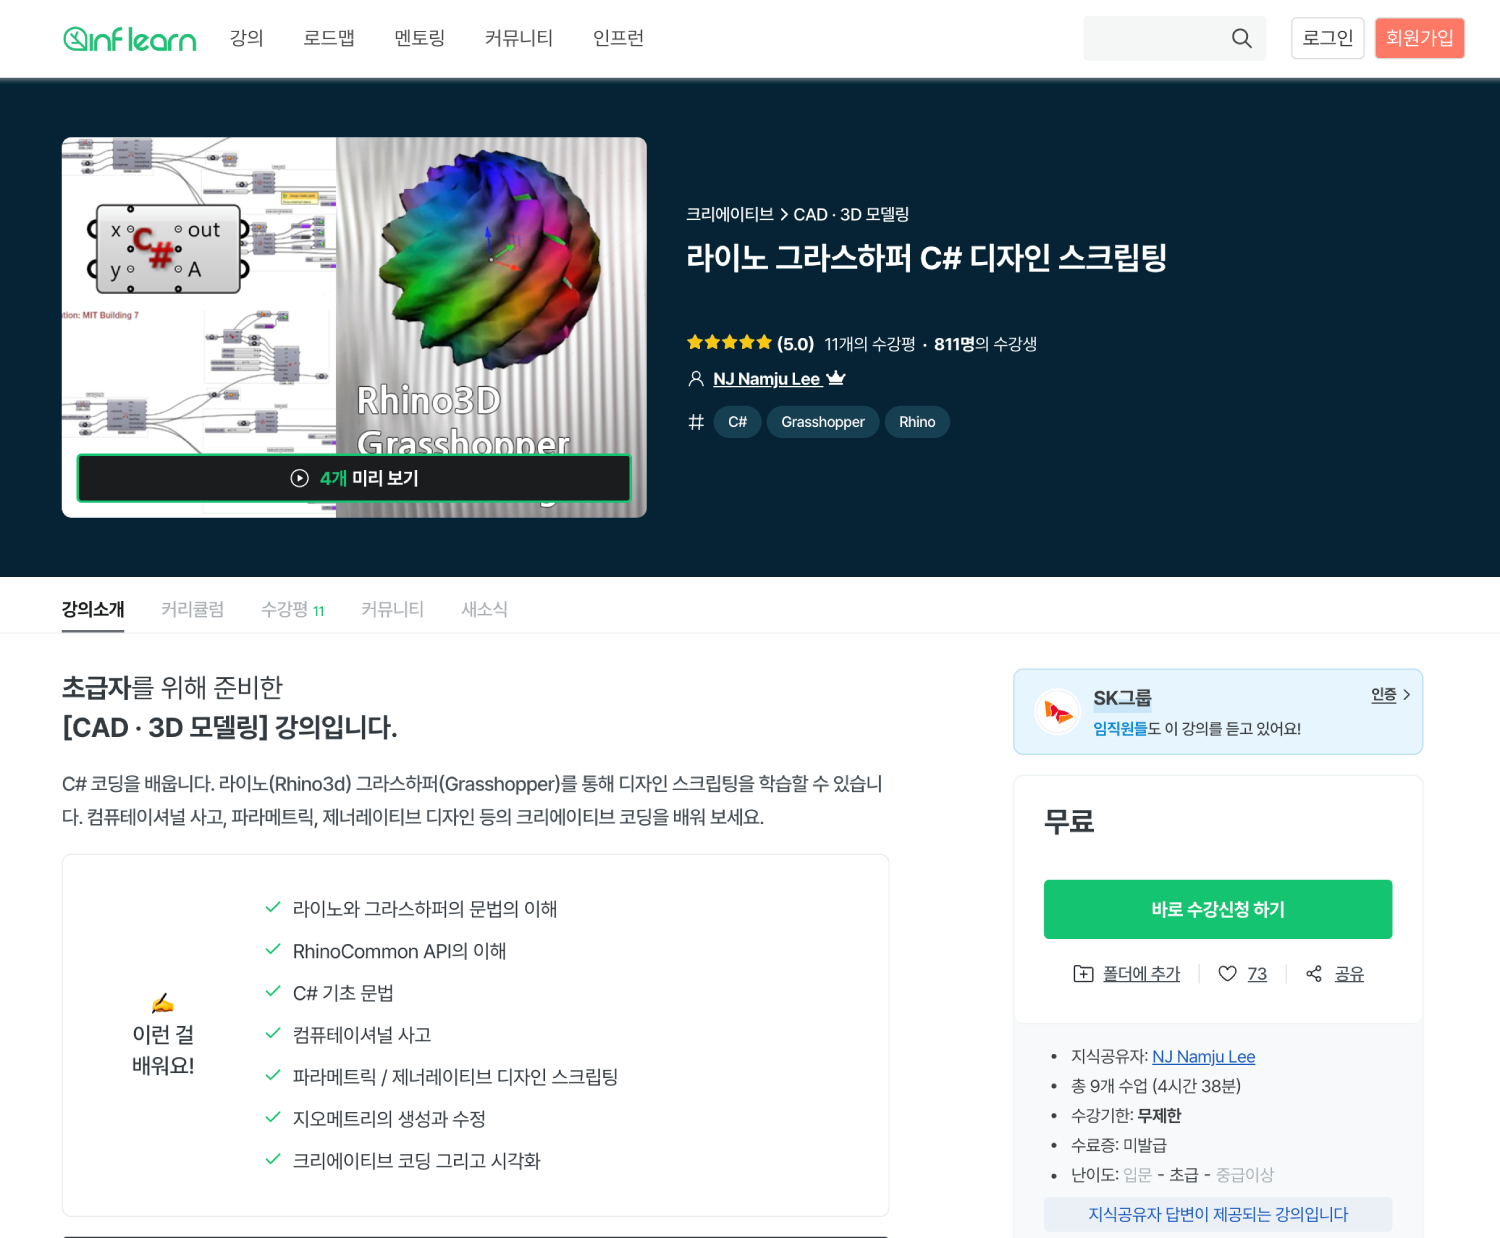 inflearn
강의
로드맵
멘토링
커뮤니티
인프런
로그인
회원가입
x
C#
out
y
A
tion: MIT Building 7
Rhino3D
Grasshopper
4개 미리 보기
크리에이티브 > CAD · 3D 모델링
라이노 그라스하퍼 C# 디자인 스크립팅
(5.0) 11개의 수강평 · 811명의 수강생
NJ Namju Lee
# C# Grasshopper Rhino
강의소개
커리큘럼
수강평 11
커뮤니티
새소식
초급자를 위해 준비한
[CAD · 3D 모델링] 강의입니다.
C# 코딩을 배웁니다. 라이노(Rhino3d) 그라스하퍼(Grasshopper)를 통해 디자인 스크립팅을 학습할 수 있습니
다. 컴퓨테이셔널 사고, 파라메트릭, 제너레이티브 디자인 등의 크리에이티브 코딩을 배워 보세요.
✍️
이런 걸
배워요!
라이노와 그라스하퍼의 문법의 이해
RhinoCommon API의 이해
C# 기초 문법
컴퓨테이셔널 사고
파라메트릭 / 제너레이티브 디자인 스크립팅
지오메트리의 생성과 수정
크리에이티브 코딩 그리고 시각화
SK그룹
인증 >
임직원들도 이 강의를 듣고 있어요!
무료
바로 수강신청 하기
폴더에 추가
73
공유
• 지식공유자: NJ Namju Lee
• 총 9개 수업 (4시간 38분)
• 수강기한: 무제한
• 수료증: 미발급
• 난이도: 입문 - 초급 - 중급이상
지식공유자 답변이 제공되는 강의입니다